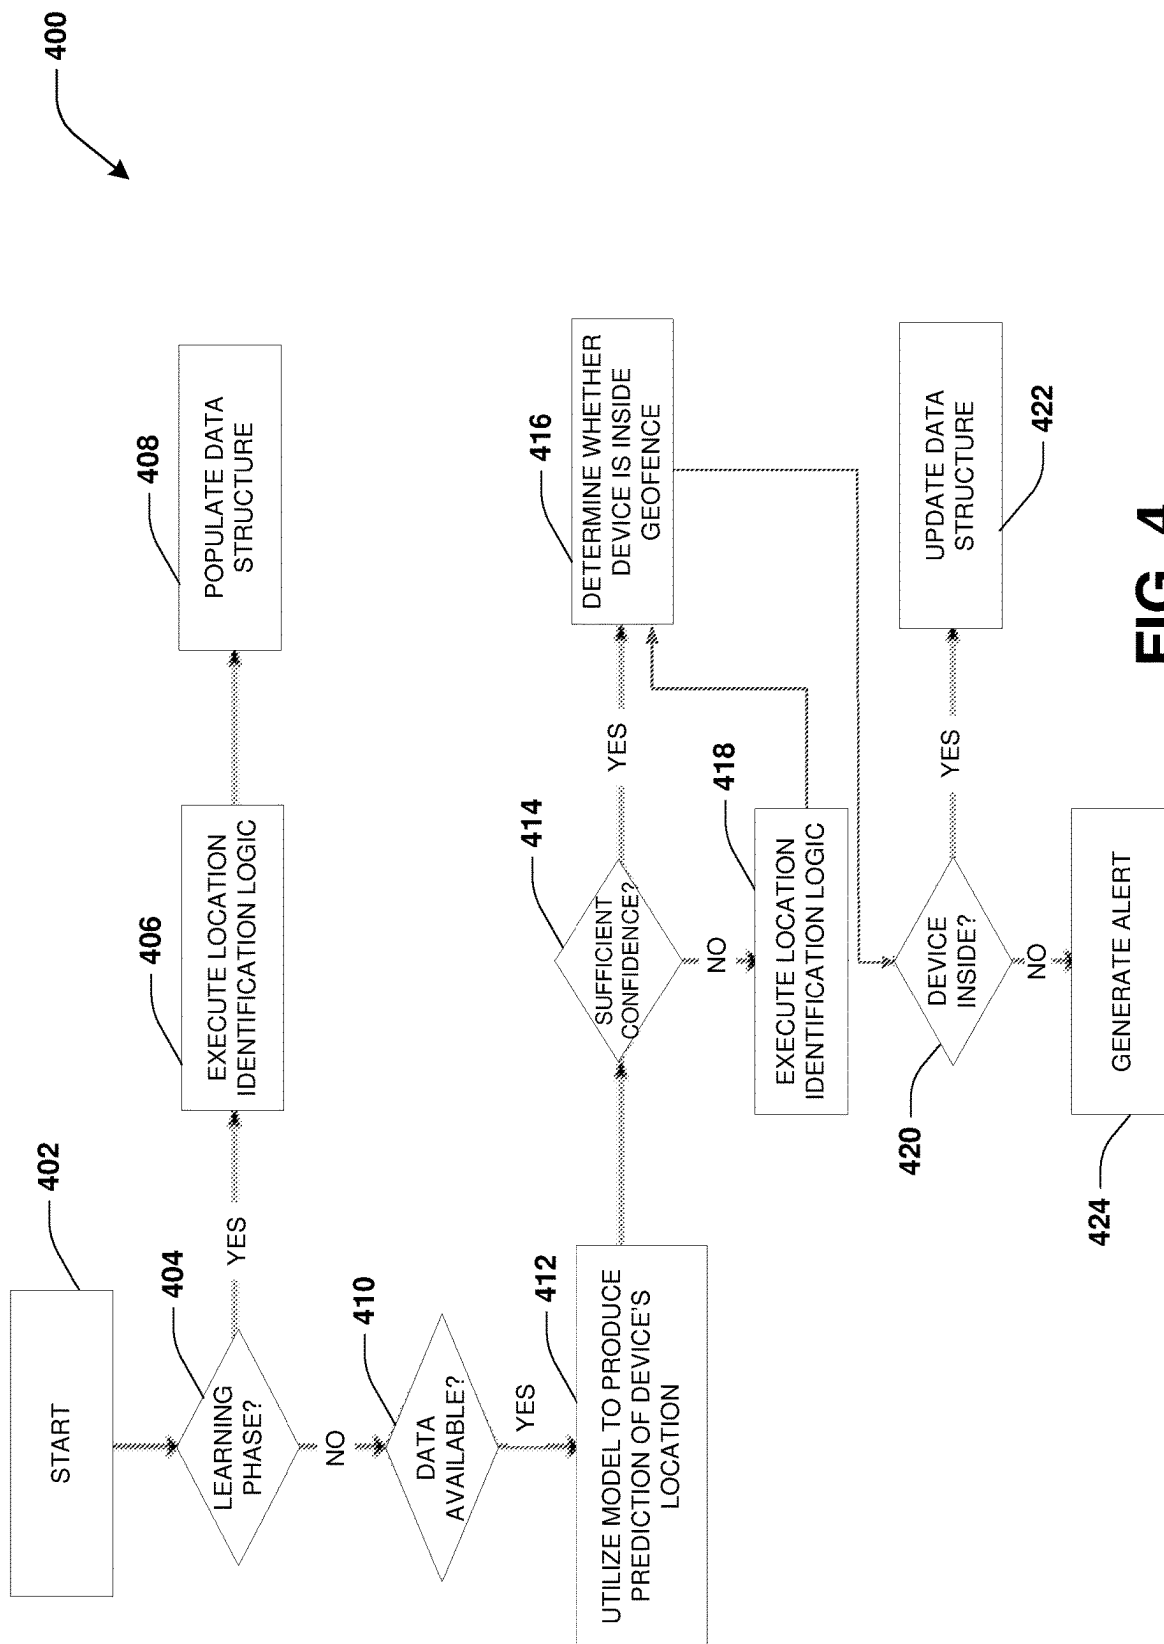 400
402
START
404
LEARNING
PHASE?
YES
406
EXECUTE LOCATION
IDENTIFICATION LOGIC
408
POPULATE DATA
STRUCTURE
NO
410
DATA
AVAILABLE?
YES
412
UTILIZE MODEL TO PRODUCE
PREDICTION OF DEVICE'S
LOCATION
414
SUFFICIENT
CONFIDENCE?
YES
416
DETERMINE WHETHER
DEVICE IS INSIDE
GEOFENCE
NO
418
EXECUTE LOCATION
IDENTIFICATION LOGIC
420
DEVICE
INSIDE?
YES
UPDATE DATA
STRUCTURE
422
NO
GENERATE ALERT
424
FIG. 4